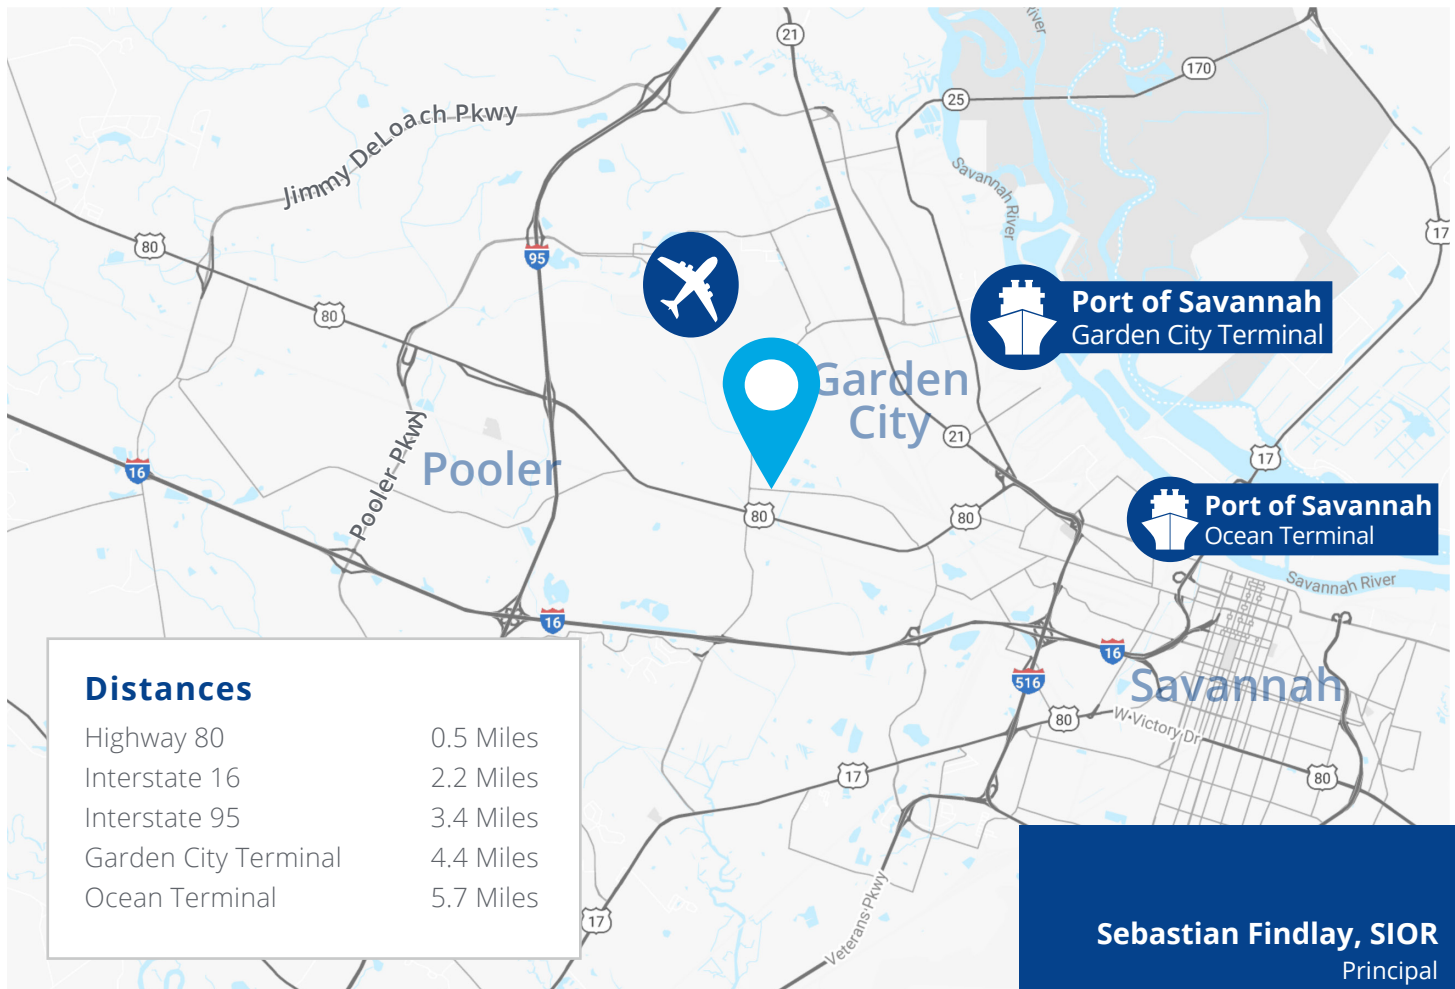 21
River
170
25
Jimmy DeLoach Pkwy
Savannah River
17
80
95
80
Port of Savannah
Garden City Terminal
Garden
City
21
Pooler Pkwy
Pooler
16
17
80
80
Port of Savannah
Ocean Terminal
Savannah River
16
16
516
Savannah
80
W Victory Dr
17
80
Distances
Highway 80 0.5 Miles
Interstate 16 2.2 Miles
Interstate 95 3.4 Miles
Garden City Terminal 4.4 Miles
Ocean Terminal 5.7 Miles
17
Veterans Pkwy
Sebastian Findlay, SIOR
Principal